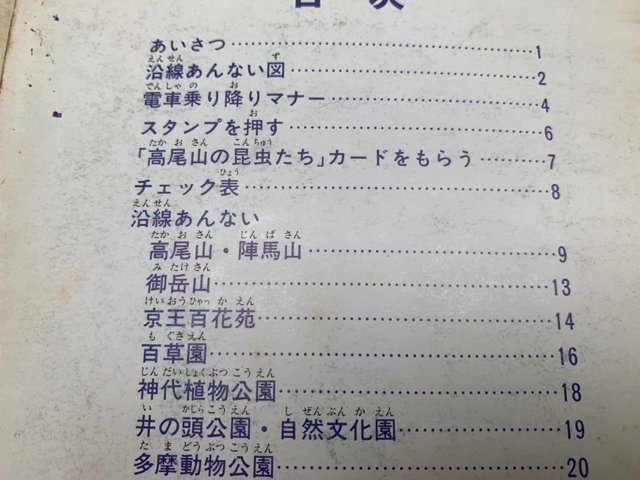 目次
あいさつ……………………………1
沿線あんない図……………………2
電車乗り降りマナー………………4
スタンプを押す……………………6
「高尾山の昆虫たち」カードをもらう………7
チェック表…………………………8
沿線あんない
高尾山・陣馬山……………………9
御岳山………………………………13
京王百花苑…………………………14
百草園………………………………16
神代植物公園………………………18
井の頭公園・自然文化園…………19
多摩動物公園………………………20